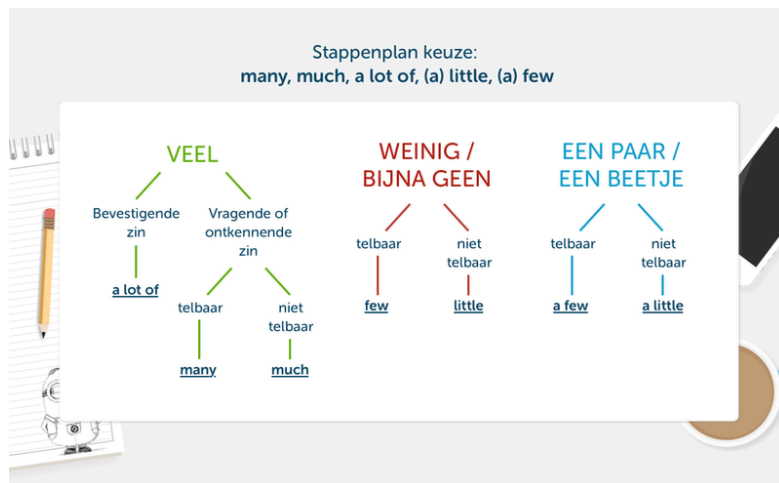 Stappenplan keuze:
many, much, a lot of, (a) little, (a) few
VEEL
Bevestigende
zin
a lot of
Vragende of
ontkennende
zin
telbaar
many
niet
telbaar
much
WEINIG /
BIJNA GEEN
telbaar
few
niet
telbaar
little
EEN PAAR /
EEN BEETJE
telbaar
a few
niet
telbaar
a little